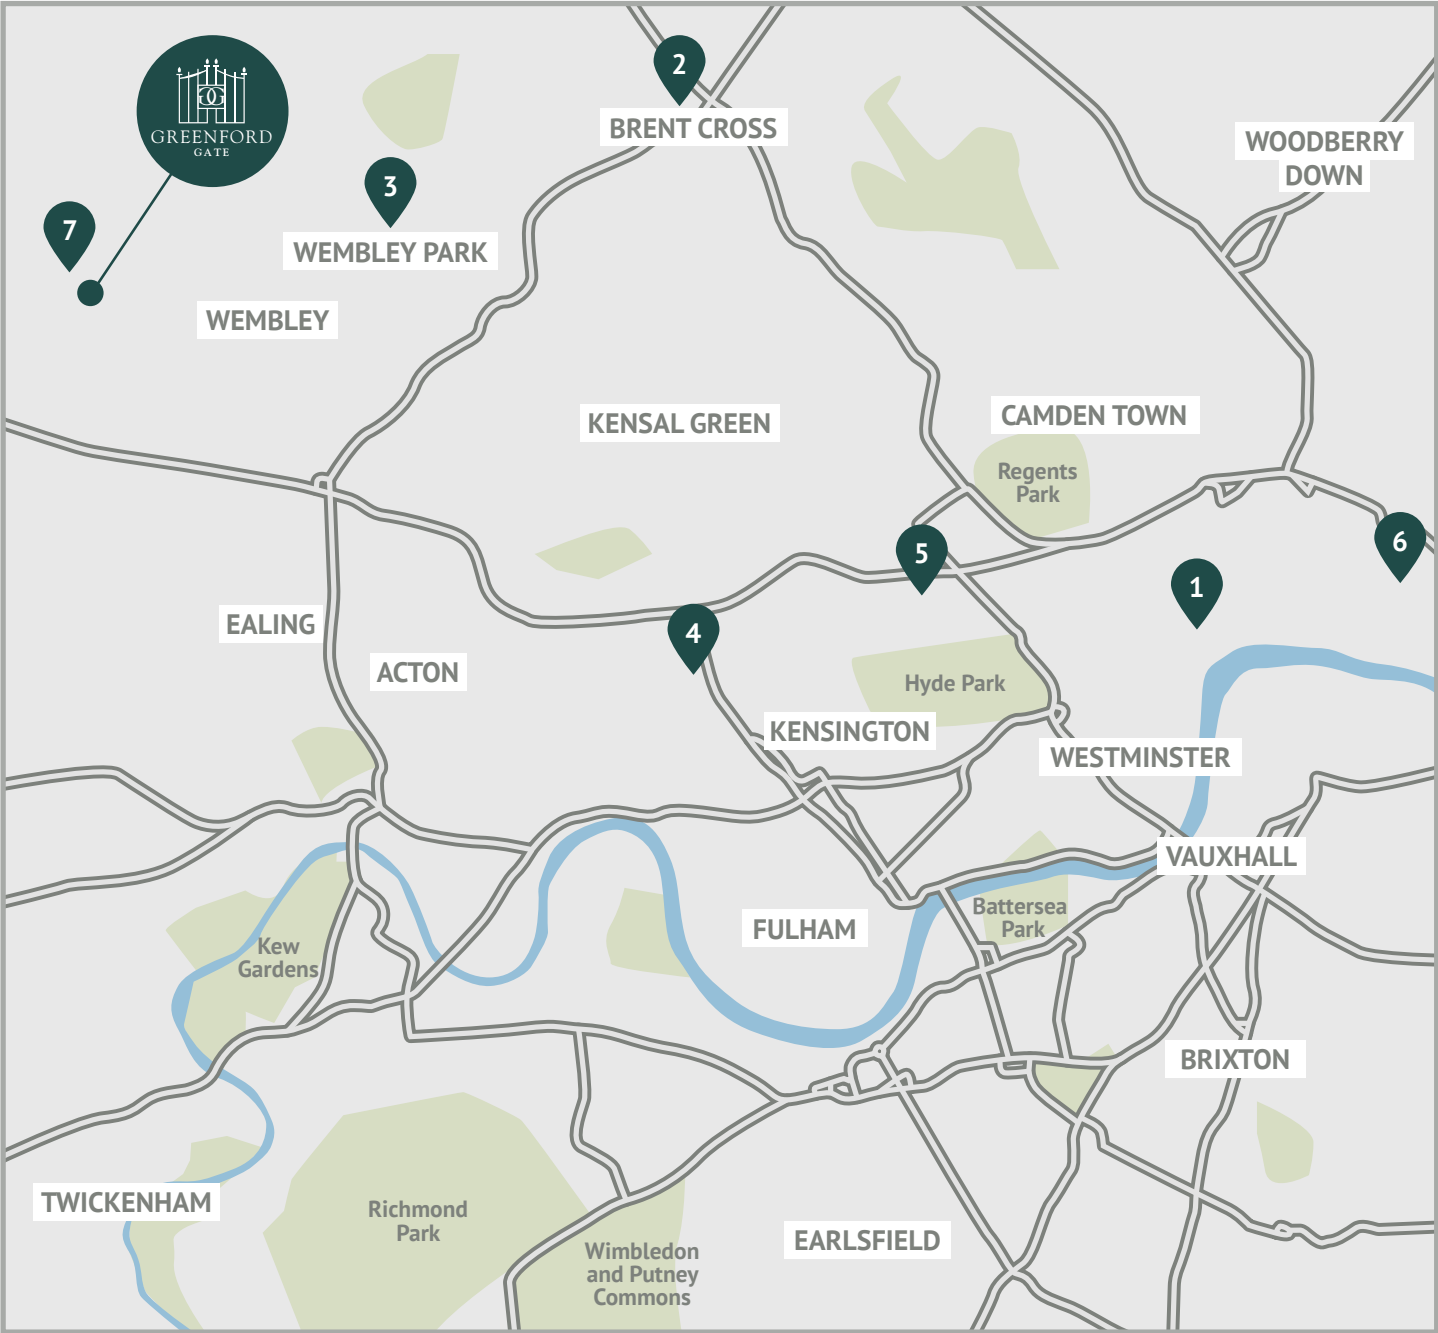 2
GREENFORD
GATE
BRENT CROSS
WOODBERRY
DOWN
3
7
WEMBLEY PARK
WEMBLEY
CAMDEN TOWN
KENSAL GREEN
Regents
Park
6
5
1
EALING
4
ACTON
Hyde Park
KENSINGTON
WESTMINSTER
VAUXHALL
Battersea
Park
FULHAM
Kew
Gardens
BRIXTON
TWICKENHAM
Richmond
Park
EARLSFIELD
Wimbledon
and Putney
Commons